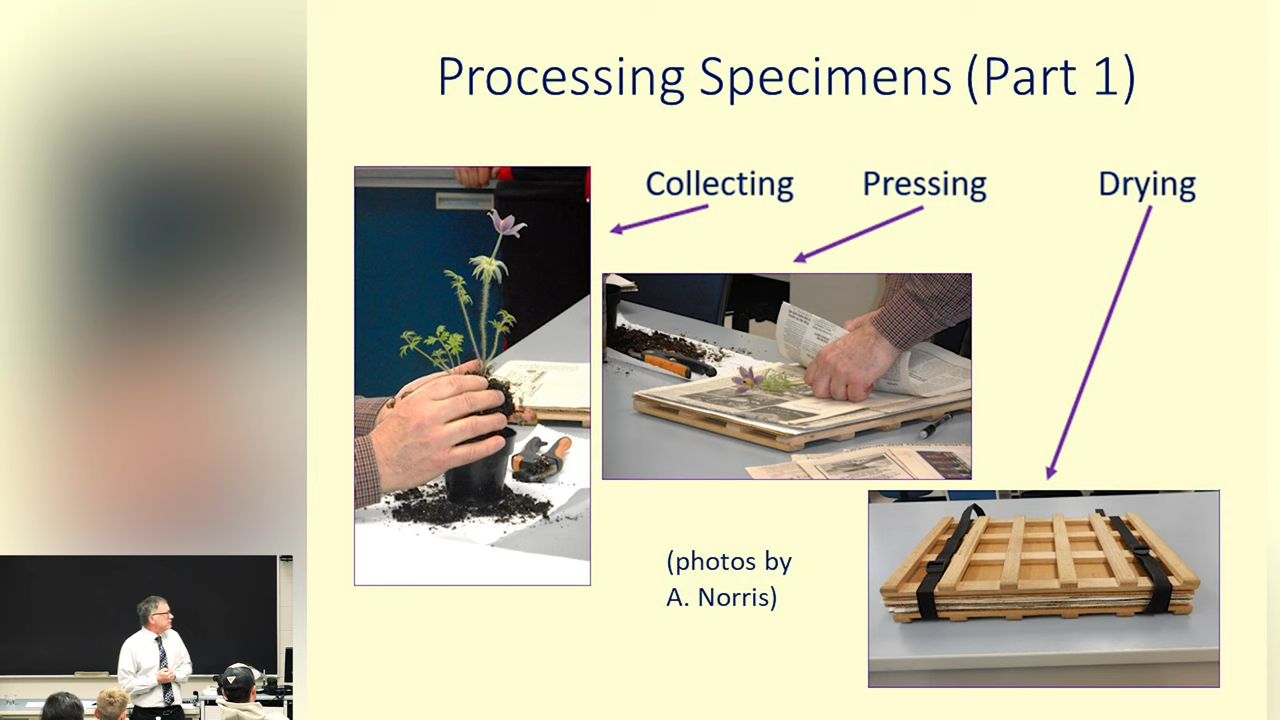 Processing Specimens (Part 1)
Collecting
Pressing
Drying
(photos by
A. Norris)